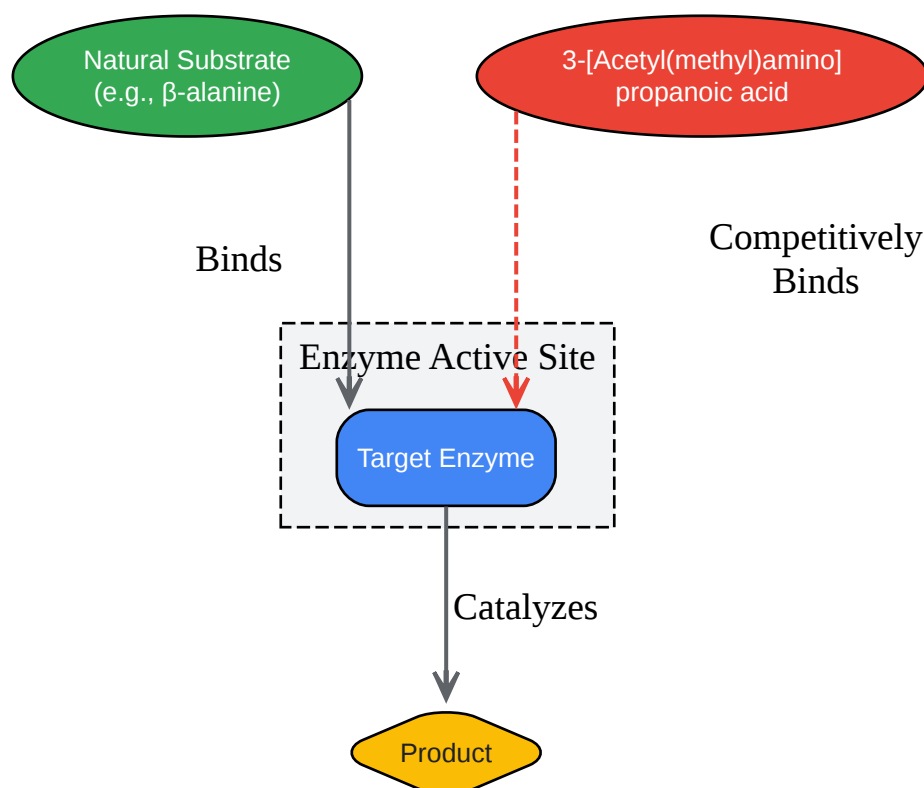 Natural Substrate
(e.g., β-alanine)
3-[Acetyl(methyl)amino]
propanoic acid
Binds
Competitively
Binds
Enzyme Active Site
Target Enzyme
Catalyzes
Product